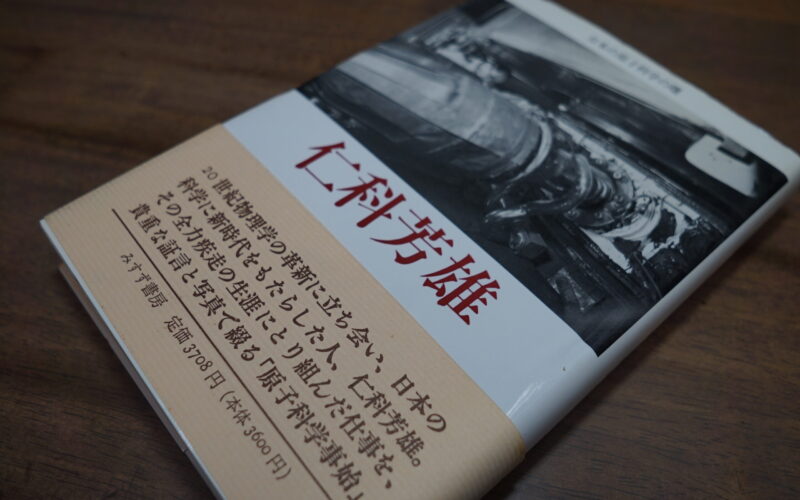 仁科芳雄
20世紀物理学の革新に立ち会い、日本の
科学に新時代をもたらした人、仁科芳雄。
その全力疾走の生涯にとり組んだ仕事を、
貴重な証言と写真で綴る「原子科学事始」
みすず書房 定価3708円(本体3600円)